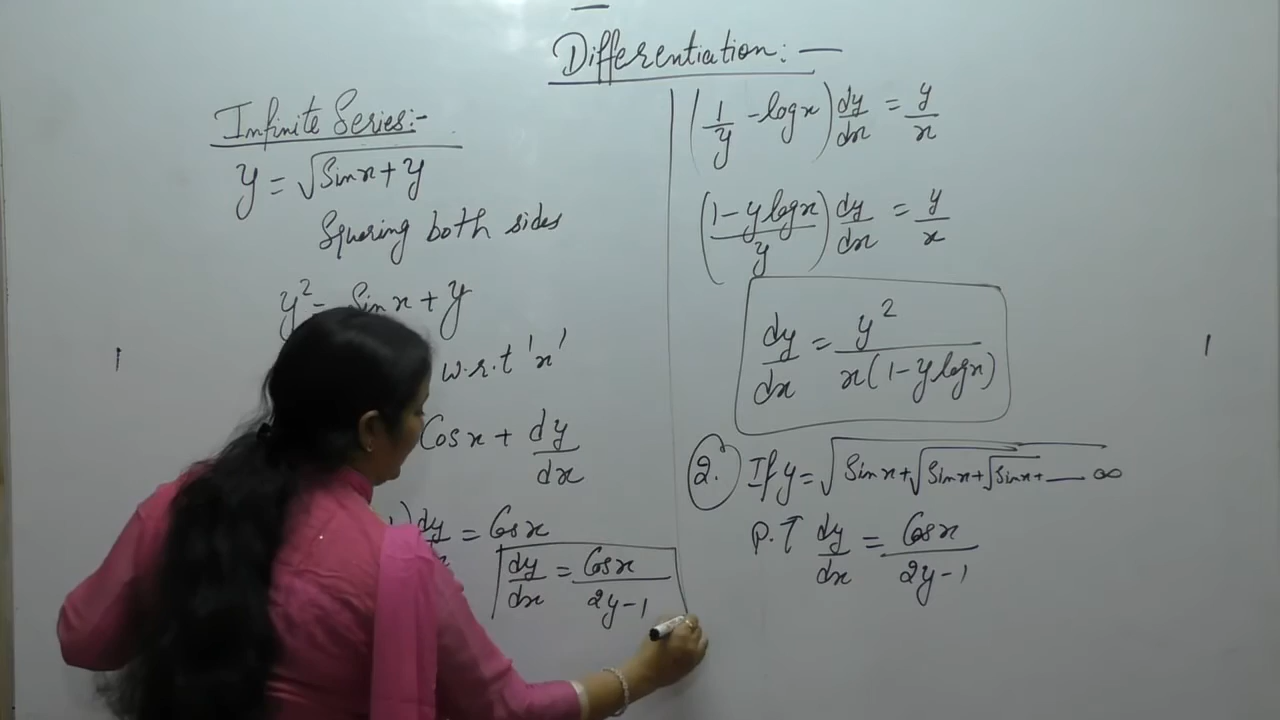 Differentiation:—
Infinite Series:-
y = √Sinx + y
Squaring both sides
y² = Sinx + y
w.r.t 'x'
Cosx + dy/dx
) dy/dx = Cosx
dy/dx = Cosx/2y-1
(1/y - logx) dy/dx = y/x
(1-ylogx/y) dy/dx = y/x
dy/dx = y²/x(1-ylogx)
2. If y = √Sinx+√Sinx+√Sinx+ — ∞
P.T dy/dx = Cosx/2y-1